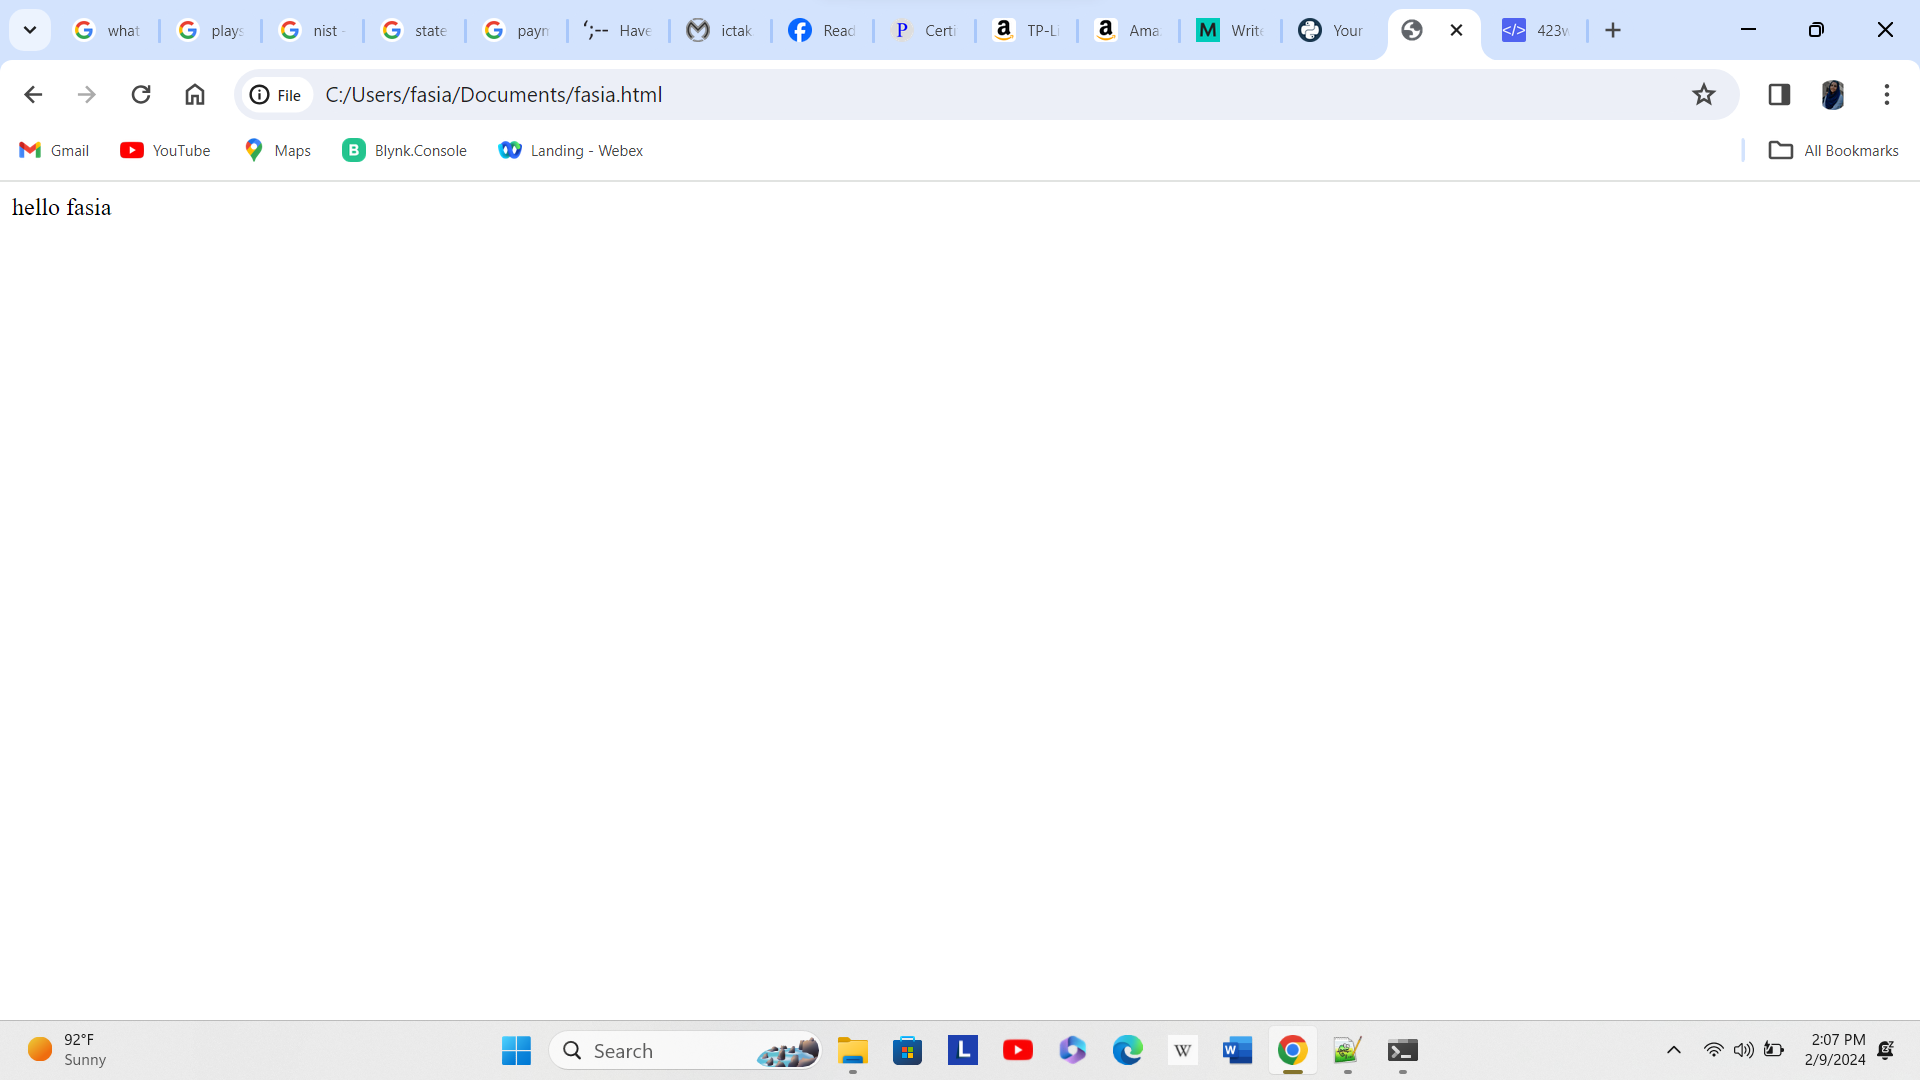 what plays nist - state payn ';-- Have ictak Read P Certi a TP-Li a Ama M Write Your </> 423w
File C:/Users/fasia/Documents/fasia.html
Gmail YouTube Maps B Blynk.Console Landing - Webex All Bookmarks
hello fasia
92°F
Sunny
Search
L
W
W
2:07 PM
2/9/2024